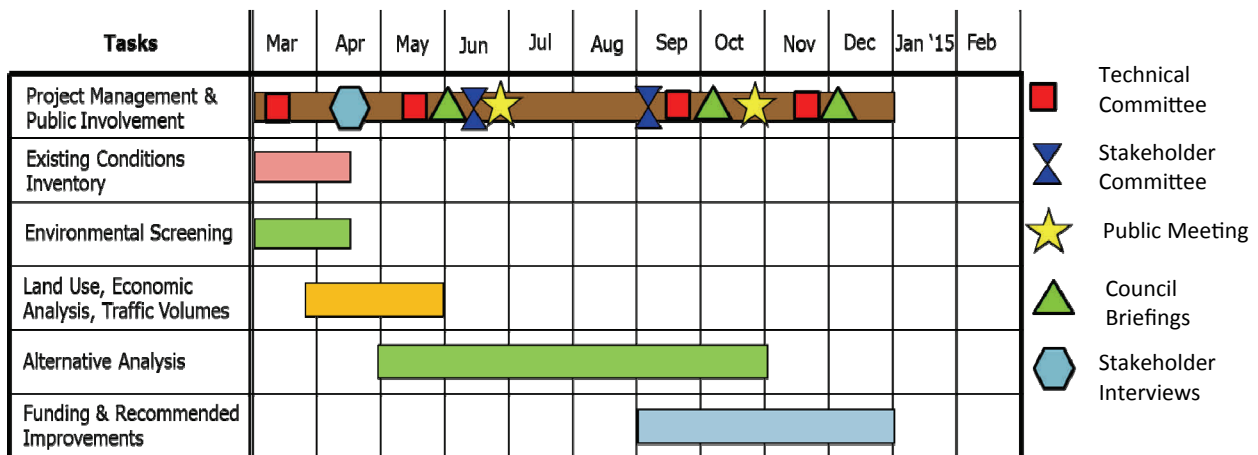 Tasks
Mar
Apr
May
Jun
Jul
Aug
Sep
Oct
Nov
Dec
Jan '15
Feb
Project Management &
Public Involvement
Existing Conditions
Inventory
Environmental Screening
Land Use, Economic
Analysis, Traffic Volumes
Alternative Analysis
Funding & Recommended
Improvements
Technical
Committee
Stakeholder
Committee
Public Meeting
Council
Briefings
Stakeholder
Interviews